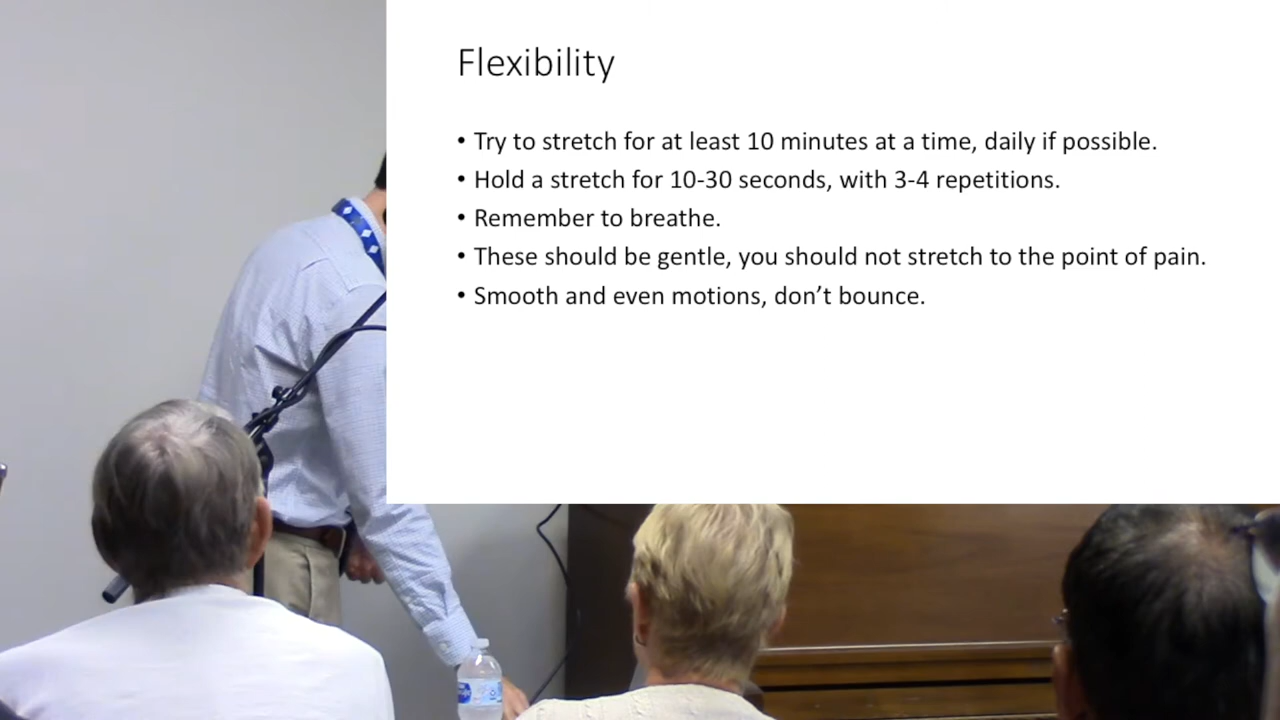 Flexibility
• Try to stretch for at least 10 minutes at a time, daily if possible.
• Hold a stretch for 10-30 seconds, with 3-4 repetitions.
• Remember to breathe.
• These should be gentle, you should not stretch to the point of pain.
• Smooth and even motions, don’t bounce.